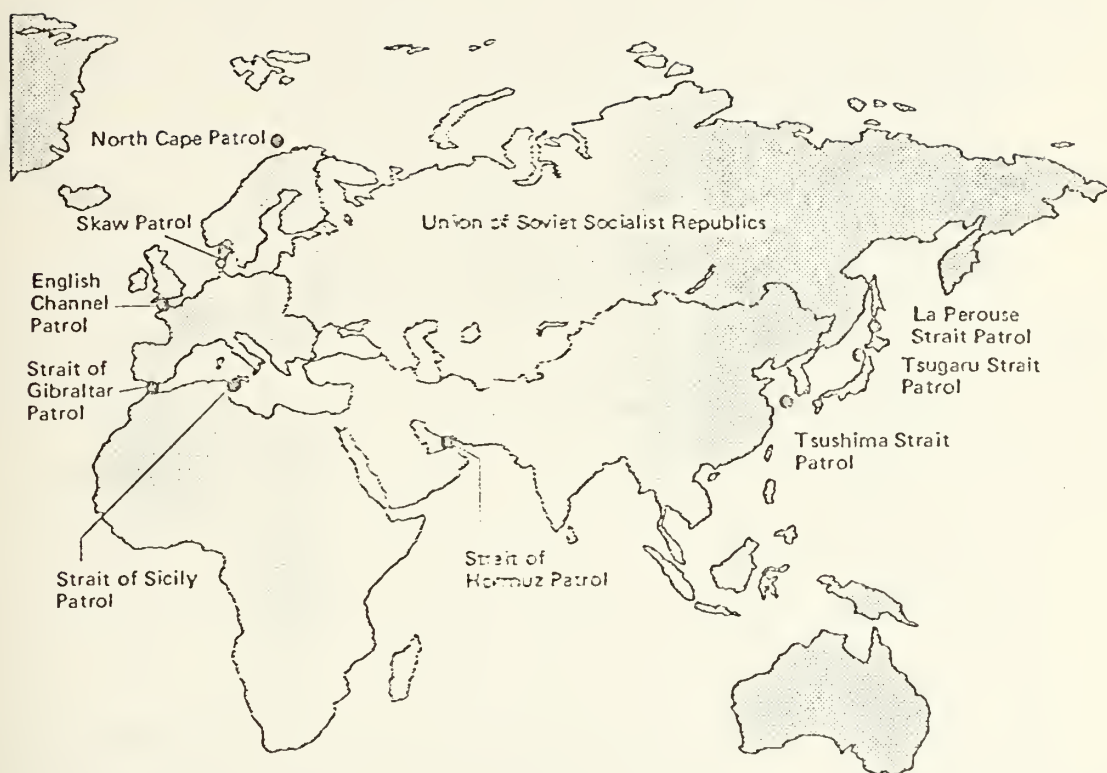 North Cape Patrol
Skaw Patrol
Union of Soviet Socialist Republics
English
Channel
Patrol
La Perouse
Strait Patrol
Strait of
Gibraltar
Patrol
Tsugaru Strait
Patrol
Tsushima Strait
Patrol
Strait of Sicily
Patrol
Strait of
Hormuz Patrol